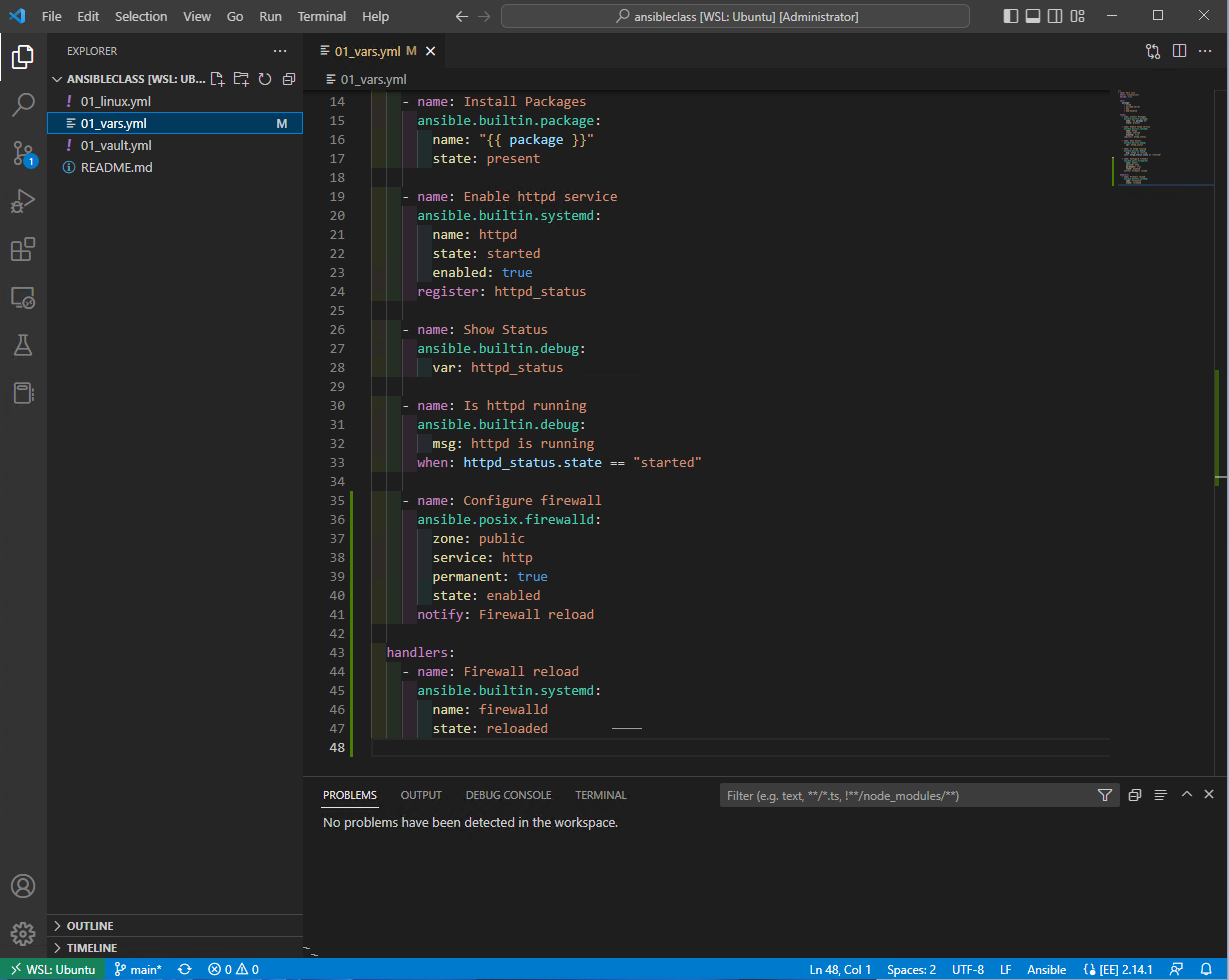 File Edit Selection View Go Run Terminal Help
ansibleclass [WSL: Ubuntu] [Administrator]
EXPLORER
ANSIBLECLASS [WSL: UB...
! 01_linux.yml
01_vars.yml M
! 01_vault.yml
README.md
1
OUTLINE
TIMELINE
01_vars.yml M
01_vars.yml
14 - name: Install Packages
15 ansible.builtin.package:
16 name: "{{ package }}"
17 state: present
18
19 - name: Enable httpd service
20 ansible.builtin.systemd:
21 name: httpd
22 state: started
23 enabled: true
24 register: httpd_status
25
26 - name: Show Status
27 ansible.builtin.debug:
28 var: httpd_status
29
30 - name: Is httpd running
31 ansible.builtin.debug:
32 msg: httpd is running
33 when: httpd_status.state == "started"
34
35 - name: Configure firewall
36 ansible.posix.firewalld:
37 zone: public
38 service: http
39 permanent: true
40 state: enabled
41 notify: Firewall reload
42
43 handlers:
44 - name: Firewall reload
45 ansible.builtin.systemd:
46 name: firewalld
47 state: reloaded
48
PROBLEMS OUTPUT DEBUG CONSOLE TERMINAL
Filter (e.g. text, **/*.ts, !**/node_modules/**)
No problems have been detected in the workspace.
WSL: Ubuntu main* 0 0 Ln 48, Col 1 Spaces: 2 UTF-8 LF Ansible [EE] 2.14.1